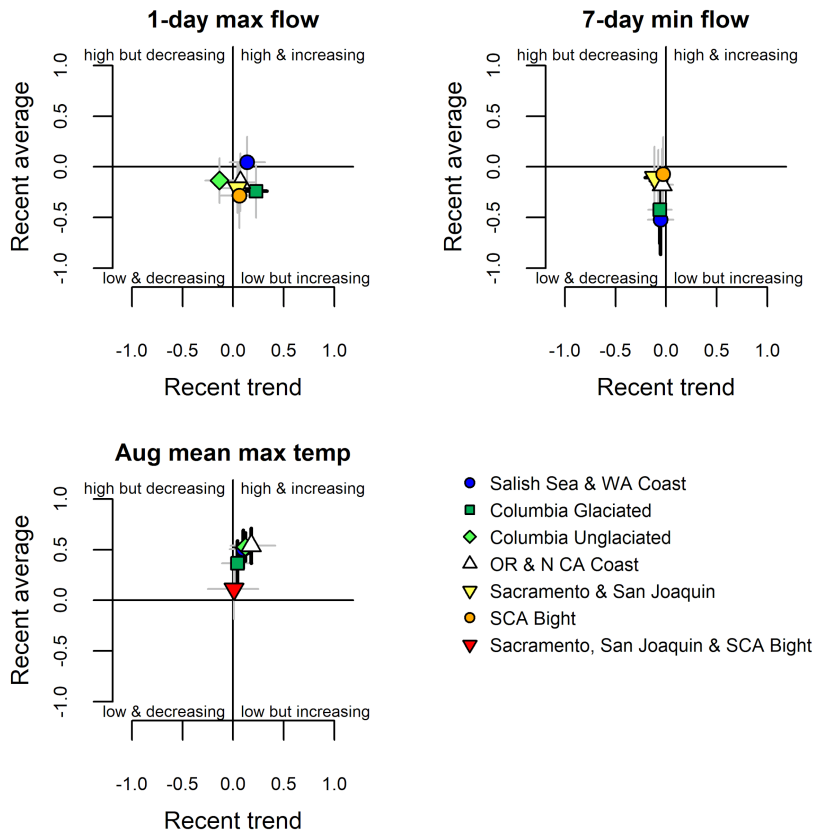 1-day max flow
high but decreasing
high & increasing
Recent average
1.0
0.5
0.0
-0.5
-1.0
low & decreasing
low but increasing
-1.0 -0.5 0.0 0.5 1.0
Recent trend
7-day min flow
high but decreasing
high & increasing
Recent average
1.0
0.5
0.0
-0.5
-1.0
low & decreasing
low but increasing
-1.0 -0.5 0.0 0.5 1.0
Recent trend
Aug mean max temp
high but decreasing
high & increasing
Recent average
1.0
0.5
0.0
-0.5
-1.0
low & decreasing
low but increasing
-1.0 -0.5 0.0 0.5 1.0
Recent trend
Salish Sea & WA Coast
Columbia Glaciated
Columbia Unglaciated
OR & N CA Coast
Sacramento & San Joaquin
SCA Bight
Sacramento, San Joaquin & SCA Bight